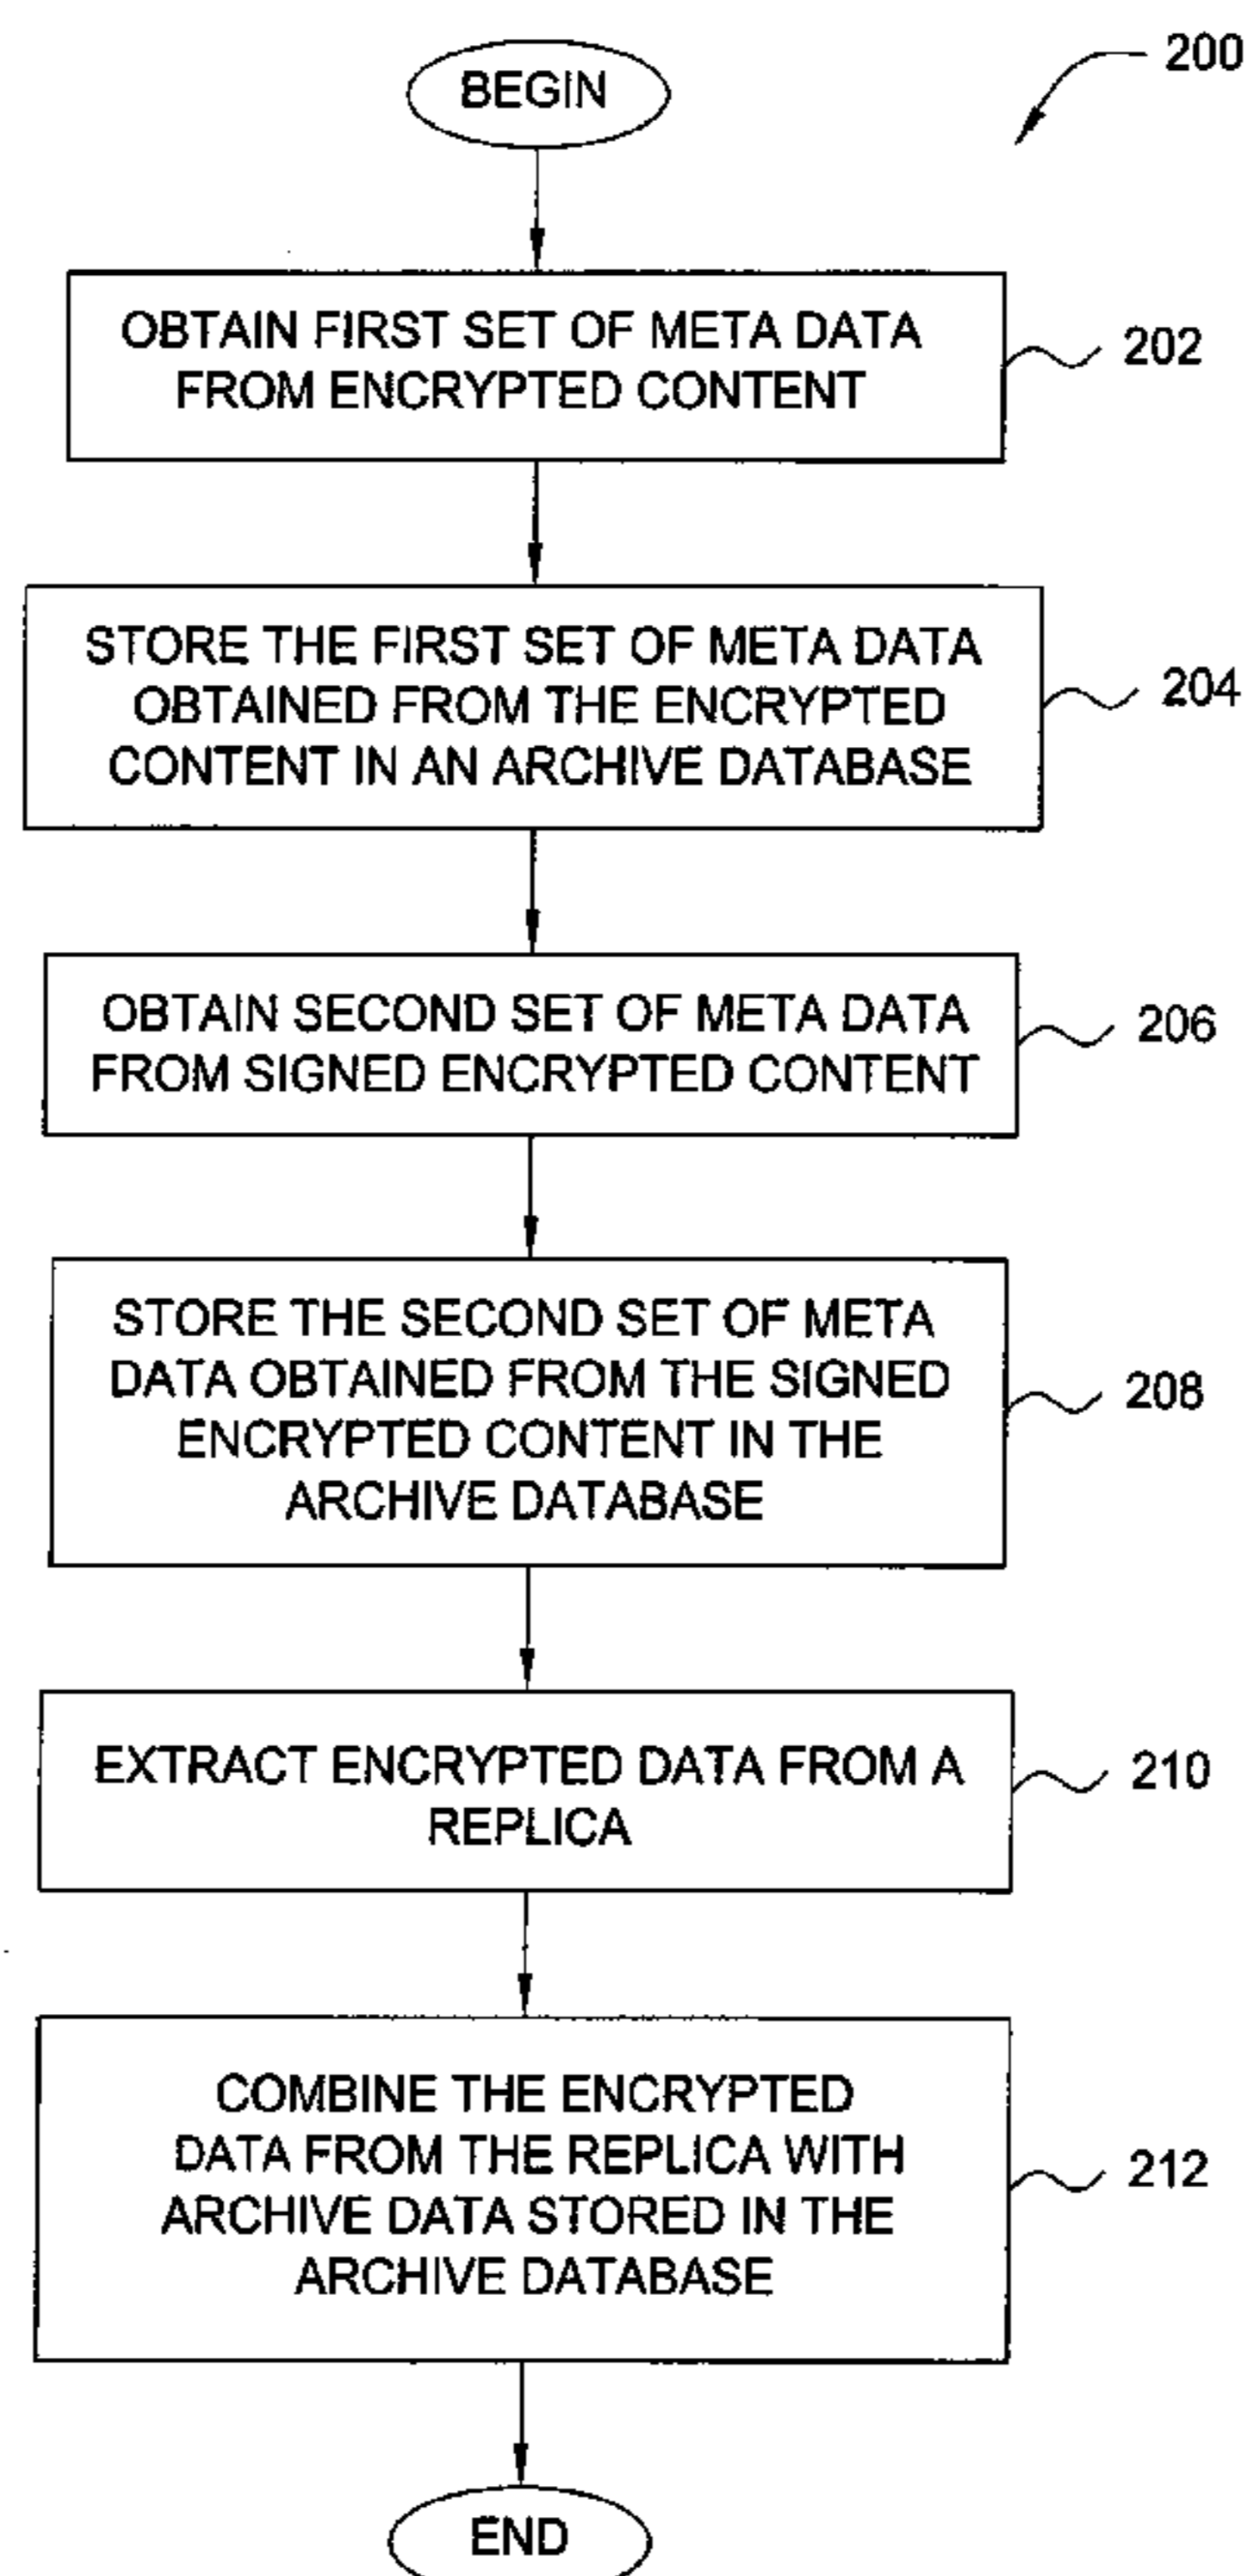 BEGIN
200
OBTAIN FIRST SET OF META DATA
FROM ENCRYPTED CONTENT
202
STORE THE FIRST SET OF META DATA
OBTAINED FROM THE ENCRYPTED
CONTENT IN AN ARCHIVE DATABASE
204
OBTAIN SECOND SET OF META DATA
FROM SIGNED ENCRYPTED CONTENT
206
STORE THE SECOND SET OF META
DATA OBTAINED FROM THE SIGNED
ENCRYPTED CONTENT IN THE
ARCHIVE DATABASE
208
EXTRACT ENCRYPTED DATA FROM A
REPLICA
210
COMBINE THE ENCRYPTED
DATA FROM THE REPLICA WITH
ARCHIVE DATA STORED IN THE
ARCHIVE DATABASE
212
END